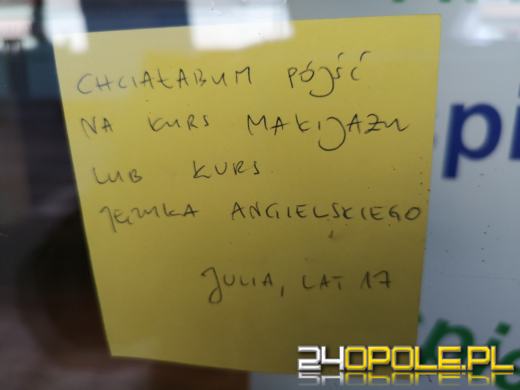 CHCIAŁABYM PÓJŚĆ
NA KURS MAKIJAŻU
LUB KURS
JĘZYKA ANGIELSKIEGO
JULIA, LAT 17
24OPOLE.PL